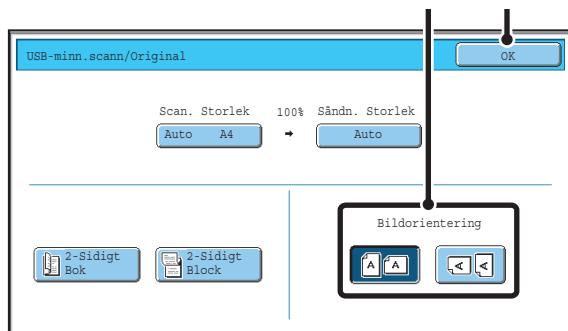 USB-minn.scann/Original
OK
Scan. Storlek 100% Sändn. Storlek
Auto A4 → Auto
Bildorientering
2-Sidigt
Bok
2-Sidigt
Block
A A A A